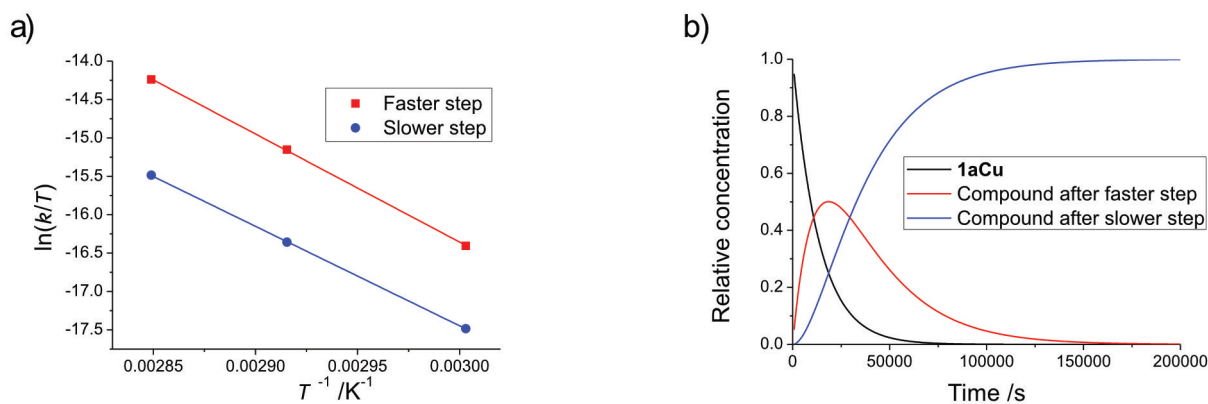 a)
-14.0
-14.5
-15.0
-15.5
-16.0
-16.5
-17.0
-17.5
ln(k/T)
0.00285
0.00290
0.00295
0.00300
T ⁻¹ /K⁻¹
Faster step
Slower step
b)
1.0
0.8
0.6
0.4
0.2
0.0
Relative concentration
0
50000
100000
150000
200000
Time /s
1aCu
Compound after faster step
Compound after slower step